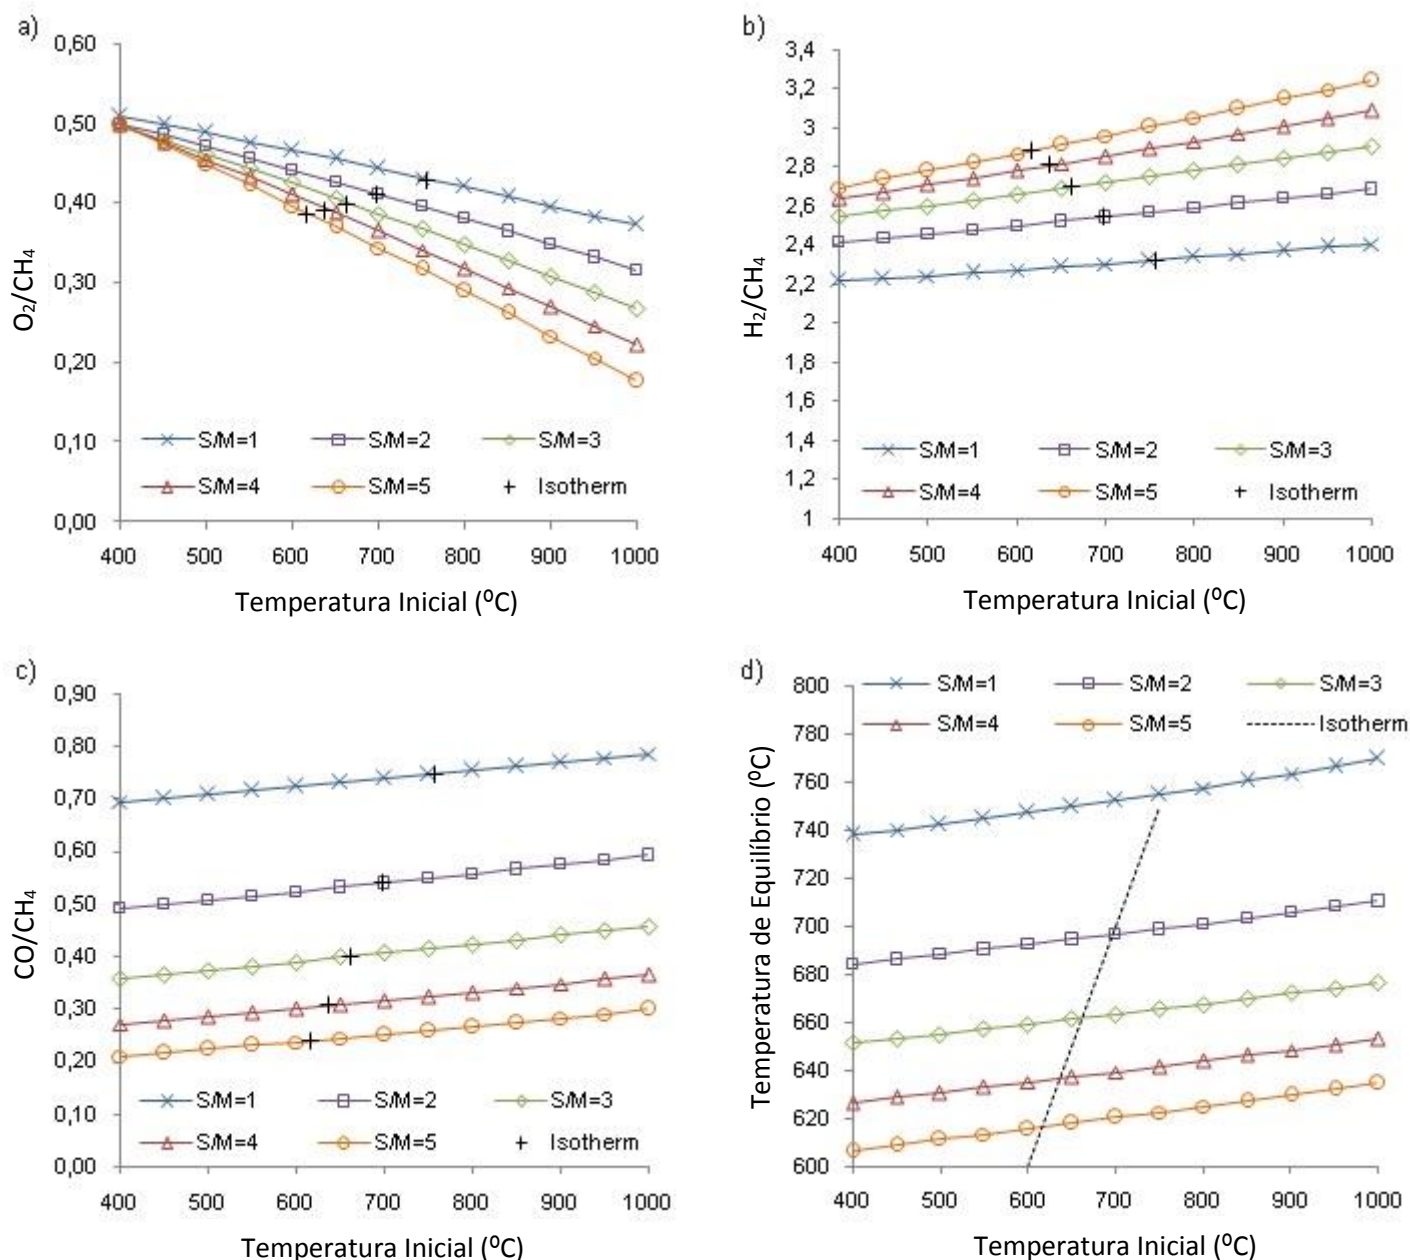 a)
0,60
0,50
0,40
0,30
0,20
0,10
0,00
O₂/CH₄
S/M=1 S/M=2 S/M=3
S/M=4 S/M=5 Isotherm
400 500 600 700 800 900 1000
Temperatura Inicial (⁰C)
b)
3,4
3,2
3
2,8
2,6
2,4
2,2
2
1,8
1,6
1,4
1,2
1
H₂/CH₄
S/M=1 S/M=2 S/M=3
S/M=4 S/M=5 Isotherm
400 500 600 700 800 900 1000
Temperatura Inicial (⁰C)
c)
0,90
0,80
0,70
0,60
0,50
0,40
0,30
0,20
0,10
0,00
CO/CH₄
S/M=1 S/M=2 S/M=3
S/M=4 S/M=5 Isotherm
400 500 600 700 800 900 1000
Temperatura Inicial (⁰C)
d)
S/M=1 S/M=2 S/M=3
S/M=4 S/M=5 Isotherm
800
780
760
740
720
700
680
660
640
620
600
Temperatura de Equilíbrio (⁰C)
400 500 600 700 800 900 1000
Temperatura Inicial (⁰C)